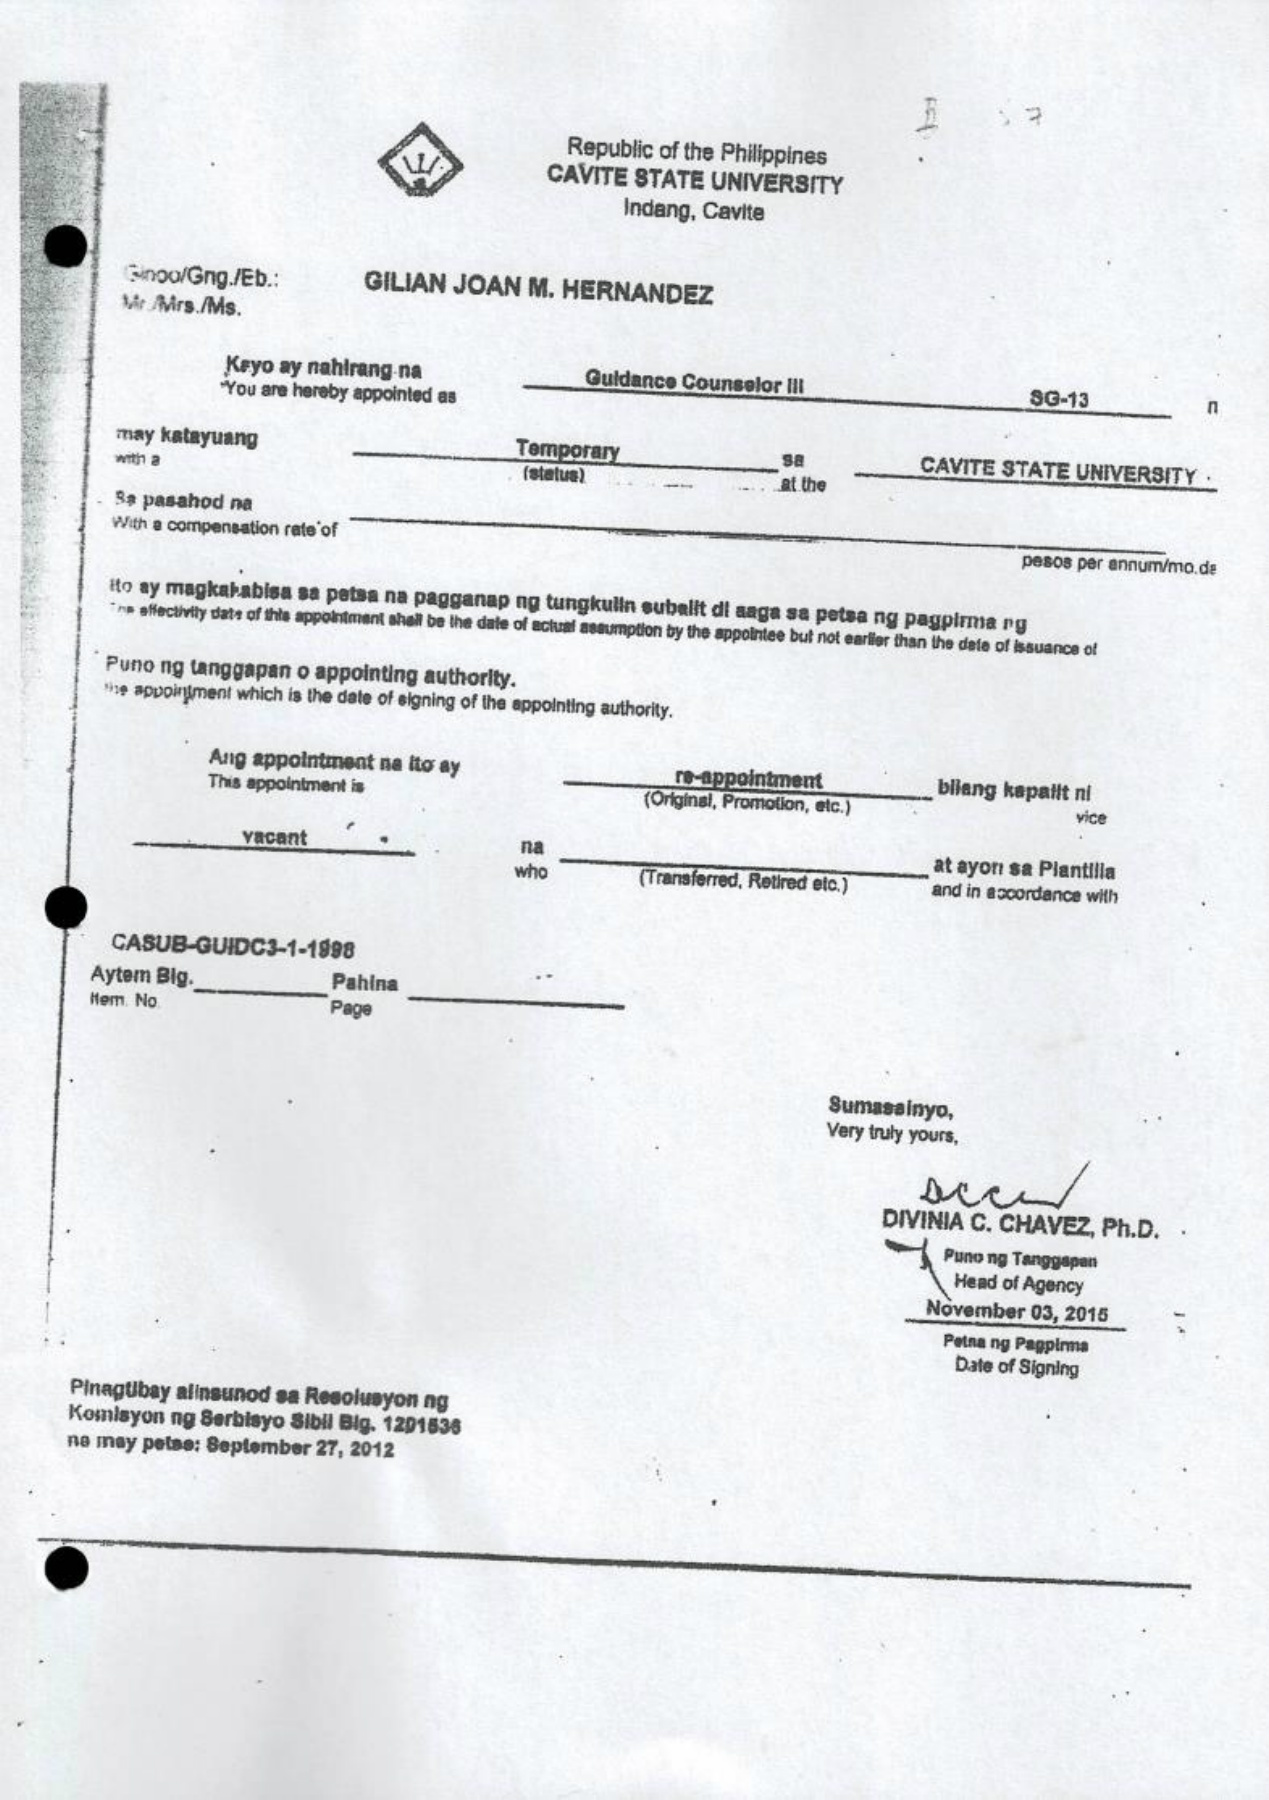 Republic of the Philippines
CAVITE STATE UNIVERSITY
Indang, Cavite
Ginoo/Gng./Eb.: GILIAN JOAN M. HERNANDEZ
Mr./Mrs./Ms.
Kayo ay nahirang na Guidance Counselor III SG-13 n
You are hereby appointed as
may katayuang Temporary sa CAVITE STATE UNIVERSITY
with a (status) at the
Sa pasahod na
With a compensation rate of pesos per annum/mo.de
Ito ay magkakabisa sa petsa na pagganap ng tungkulin subalit di aaga sa petsa ng pagpirma ng
The effectivity date of this appointment shall be the date of actual assumption by the appointee but not earlier than the date of issuance of
Puno ng tanggapan o appointing authority.
the appointment which is the date of signing of the appointing authority.
Ang appointment na ito ay re-appointment bilang kapalit ni
This appointment is (Original, Promotion, etc.) vice
vacant na at ayon sa Plantilla
who (Transferred, Retired etc.) and in accordance with
CASUB-GUIDC3-1-1998
Aytem Blg. Pahina
Item. No. Page
Sumasainyo,
Very truly yours,
DIVINIA C. CHAVEZ, Ph.D.
Puno ng Tanggapan
Head of Agency
November 03, 2015
Petsa ng Pagpirma
Date of Signing
Pinagtibay alinsunod sa Resolusyon ng
Komisyon ng Serbisyo Sibil Blg. 1201536
na may petsa: September 27, 2012